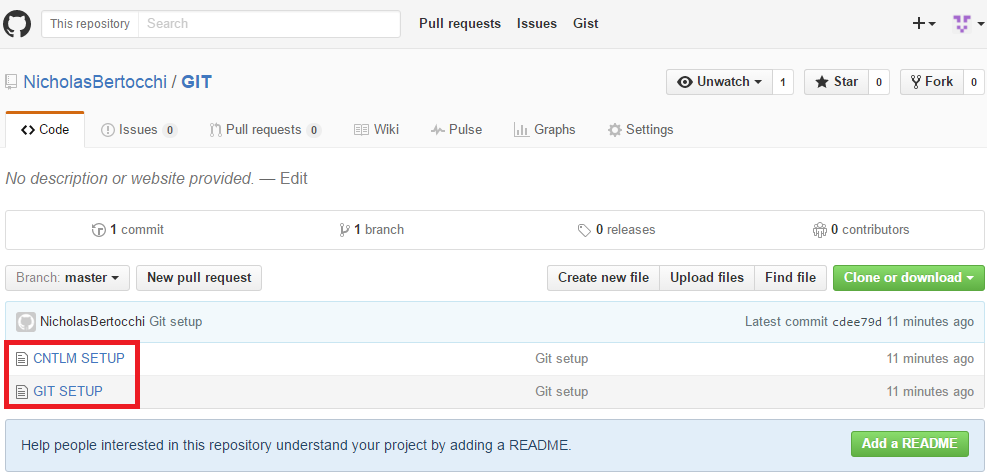 This repository Search Pull requests Issues Gist
NicholasBertocchi / GIT Unwatch 1 Star 0 Fork 0
Code Issues 0 Pull requests 0 Wiki Pulse Graphs Settings
No description or website provided. — Edit
1 commit 1 branch 0 releases 0 contributors
Branch: master New pull request Create new file Upload files Find file Clone or download
NicholasBertocchi Git setup Latest commit cdee79d 11 minutes ago
CNTLM SETUP Git setup 11 minutes ago
GIT SETUP Git setup 11 minutes ago
Help people interested in this repository understand your project by adding a README. Add a README